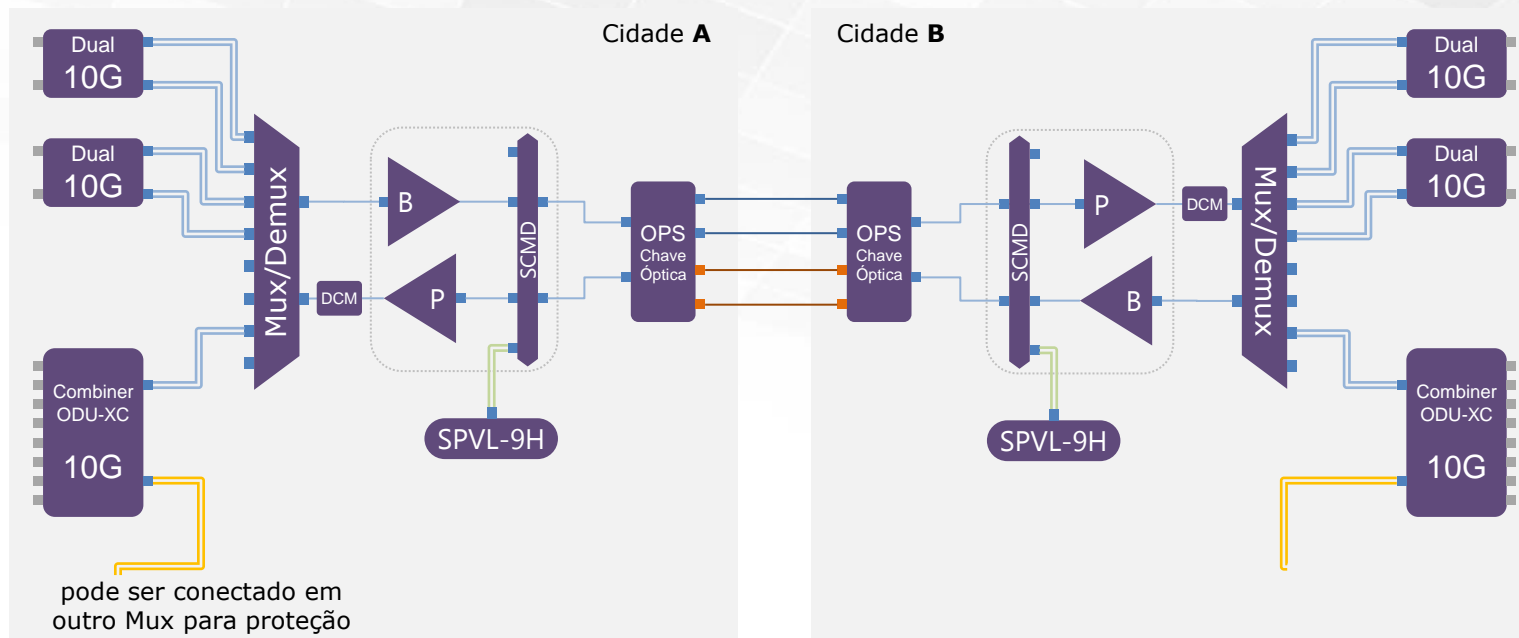 Cidade A
Dual
10G
Dual
10G
Mux/Demux
B
P
DCM
SCMD
OPS
Chave
Óptica
SPVL-9H
Combiner
ODU-XC
10G
pode ser conectado em
outro Mux para proteção
Cidade B
OPS
Chave
Óptica
SCMD
P
B
DCM
Mux/Demux
SPVL-9H
Dual
10G
Dual
10G
Combiner
ODU-XC
10G